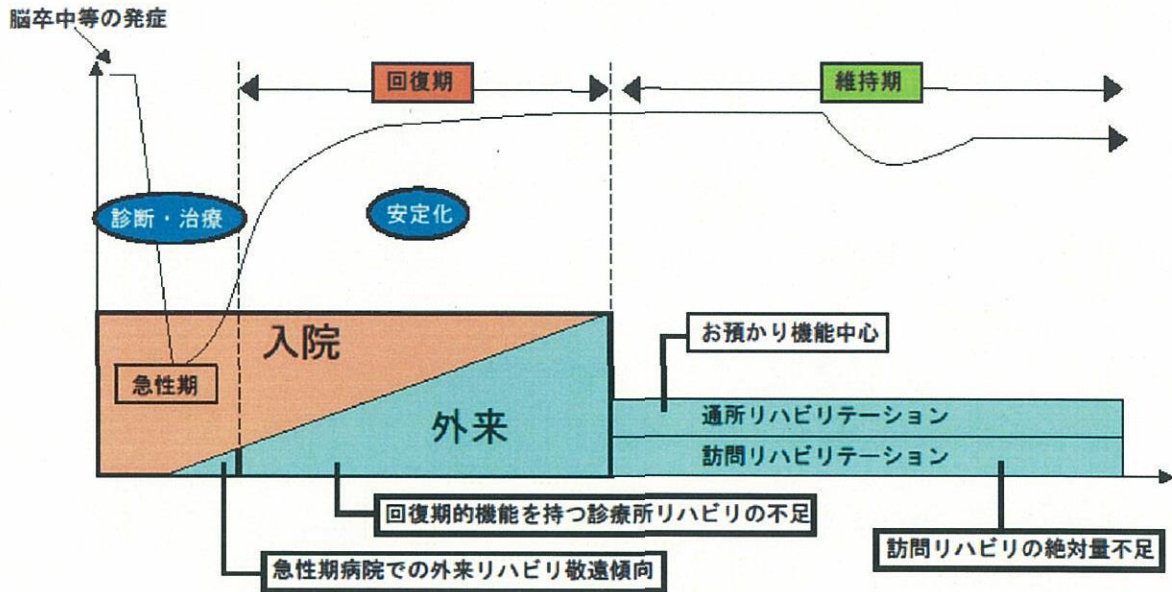 脳卒中等の発症
回復期
維持期
診断・治療
安定化
入院
急性期
外来
お預かり機能中心
通所リハビリテーション
訪問リハビリテーション
回復期的機能を持つ診療所リハビリの不足
訪問リハビリの絶対量不足
急性期病院での外来リハビリ敬遠傾向